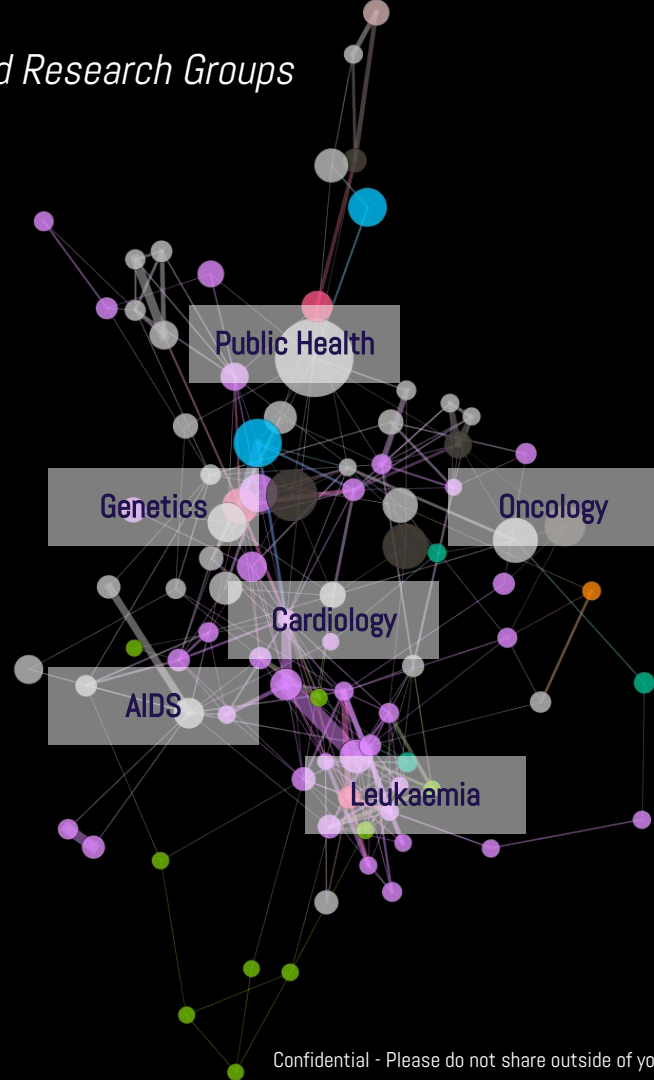 d Research Groups
Public Health
Genetics
Oncology
Cardiology
AIDS
Leukaemia
Confidential - Please do not share outside of yo